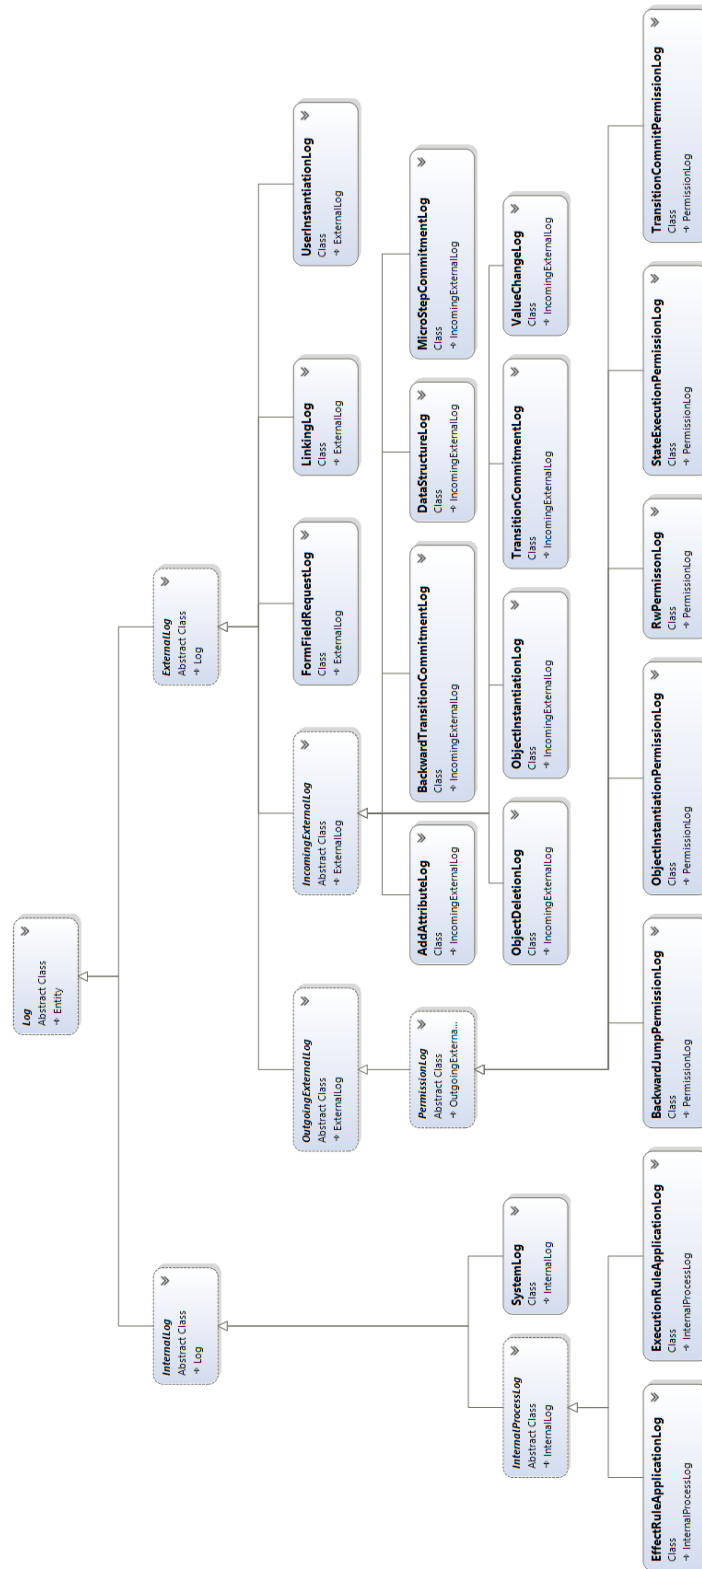 Log
Abstract Class
→ Entity
InternalLog
Abstract Class
→ Log
ExternalLog
Abstract Class
→ Log
OutgoingExternalLog
Abstract Class
→ ExternalLog
IncomingExternalLog
Abstract Class
→ ExternalLog
FormFieldRequestLog
Class
→ ExternalLog
LinkingLog
Class
→ ExternalLog
UserInstantiationLog
Class
→ ExternalLog
PermissionLog
Abstract Class
→ OutgoingExterna...
AddAttributeLog
Class
→ IncomingExternalLog
BackwardTransitionCommitmentLog
Class
→ IncomingExternalLog
DataStructureLog
Class
→ IncomingExternalLog
MicroStepCommitmentLog
Class
→ IncomingExternalLog
InternalProcessLog
Abstract Class
→ InternalLog
SystemLog
Class
→ InternalLog
ObjectDeletionLog
Class
→ IncomingExternalLog
ObjectInstantiationLog
Class
→ IncomingExternalLog
TransitionCommitmentLog
Class
→ IncomingExternalLog
ValueChangeLog
Class
→ IncomingExternalLog
EffectRuleApplicationLog
Class
→ InternalProcessLog
ExecutionRuleApplicationLog
Class
→ InternalProcessLog
BackwardJumpPermissionLog
Class
→ PermissionLog
ObjectInstantiationPermissionLog
Class
→ PermissionLog
RwPermissonLog
Class
→ PermissionLog
StateExecutionPermissionLog
Class
→ PermissionLog
TransitionCommitPermissionLog
Class
→ PermissionLog